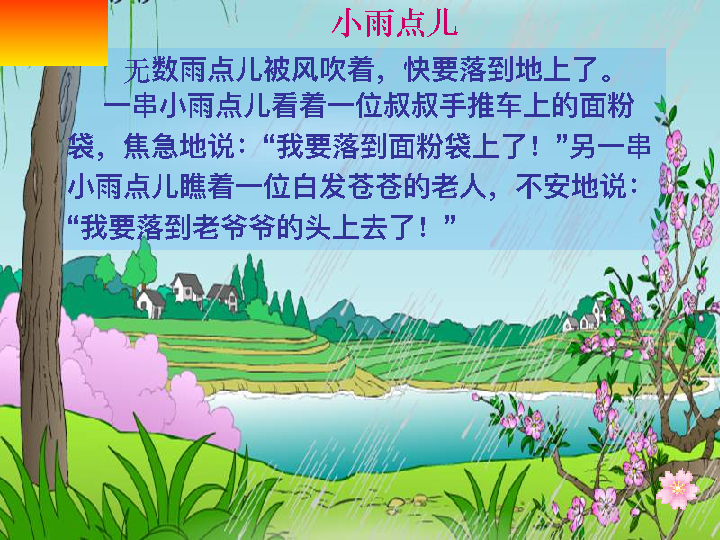 小雨点儿
无数雨点儿被风吹着，快要落到地上了。
一串小雨点儿看着一位叔叔手推车上的面粉
袋，焦急地说：“我要落到面粉袋上了！”另一串
小雨点儿瞧着一位白发苍苍的老人，不安地说：
“我要落到老爷爷的头上去了！”